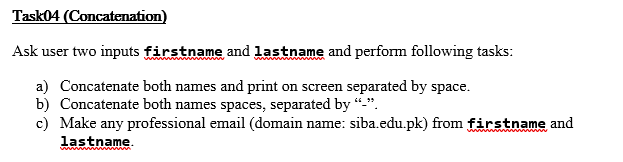 Task04 (Concatenation)
Ask user two inputs firstname and lastname and perform following tasks:
a) Concatenate both names and print on screen separated by space.
b) Concatenate both names spaces, separated by “-”.
c) Make any professional email (domain name: siba.edu.pk) from firstname and
lastname.